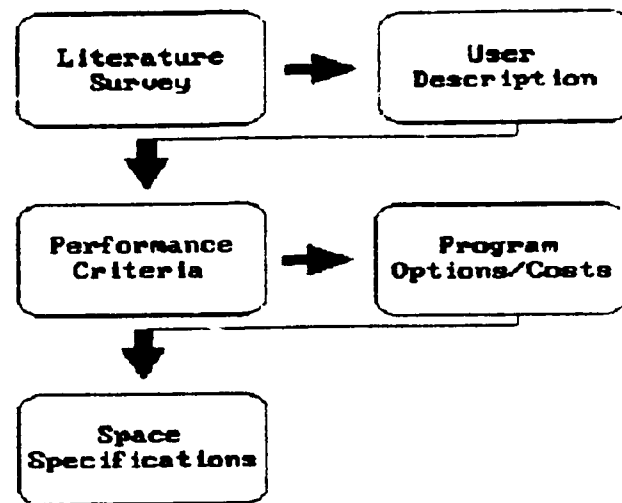 Literature
Survey
User
Description
Performance
Criteria
Program
Options/Costs
Space
Specifications